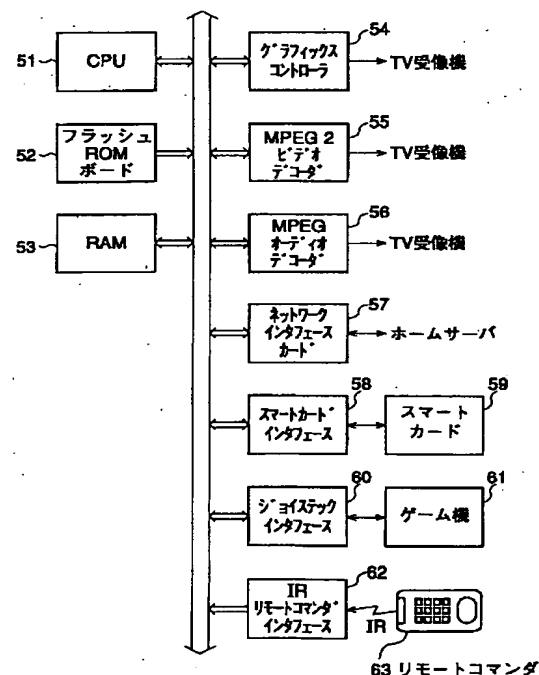 51
CPU
54
グラフィックス
コントローラ
TV受像機
52
フラッシュ
ROM
ボード
55
MPEG 2
ビデオ
デコーダ
TV受像機
53
RAM
56
MPEG
オーディオ
デコーダ
TV受像機
57
ネットワーク
インタフェース
カード
ホームサーバ
58
スマートカード
インタフェース
59
スマート
カード
60
ジョイステック
インタフェース
61
ゲーム機
62
IR
リモートコマンダ
インタフェース
IR
63 リモートコマンダ